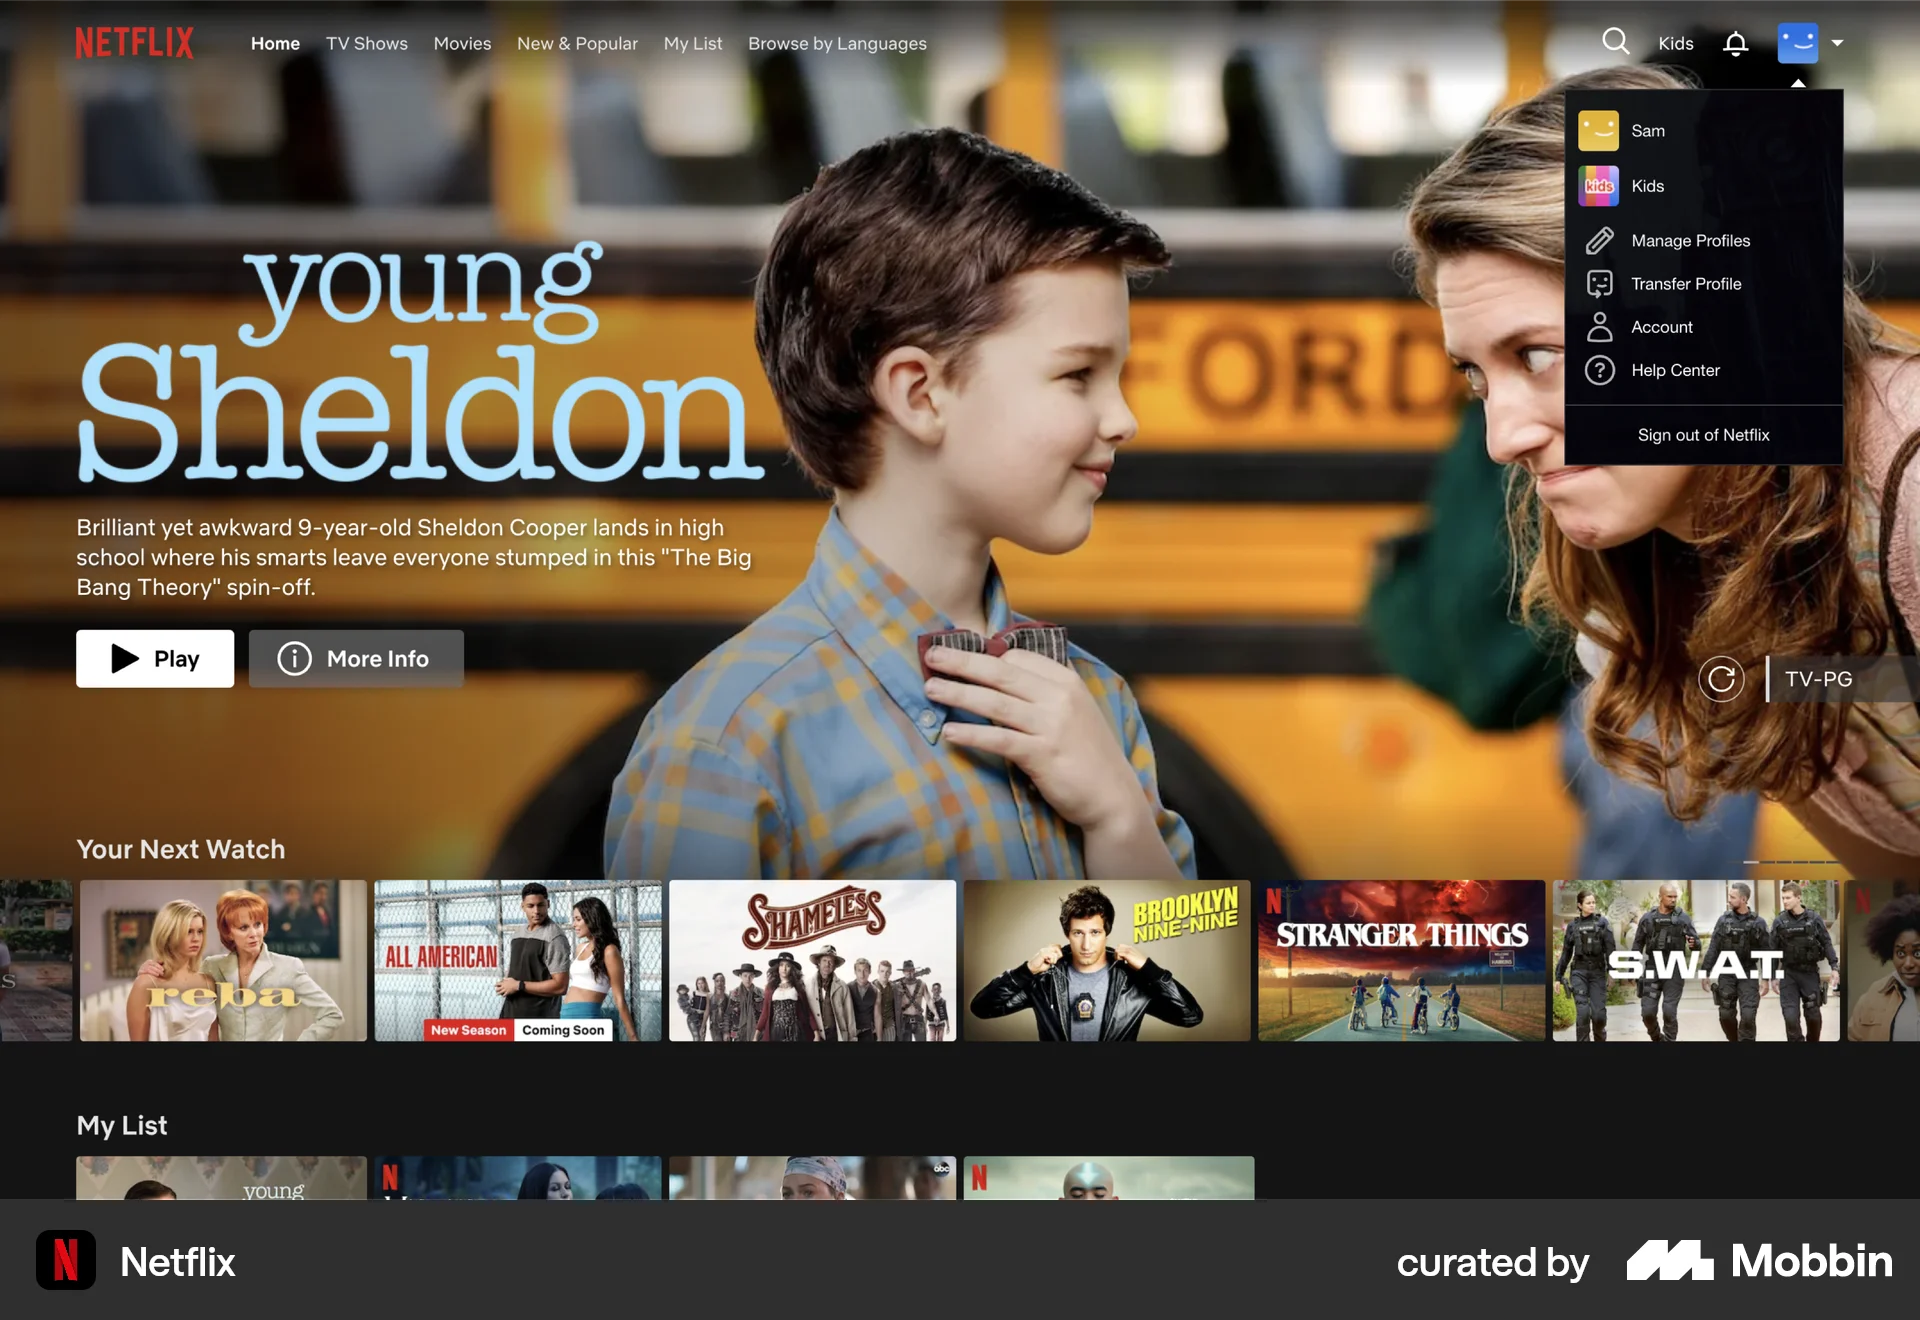 NETFLIX
Home
TV Shows
Movies
New & Popular
My List
Browse by Languages
Kids
Sam
kids
Kids
Manage Profiles
Transfer Profile
Account
Help Center
Sign out of Netflix
FORD
young
Sheldon
Brilliant yet awkward 9-year-old Sheldon Cooper lands in high
school where his smarts leave everyone stumped in this "The Big
Bang Theory" spin-off.
Play
More Info
TV-PG
Your Next Watch
S
reba
ALL AMERICAN
New Season
Coming Soon
SHAMELESS
BROOKLYN
NINE-NINE
N
STRANGER THINGS
S.W.A.T.
N
My List
young
N
abc
N
N
Netflix
curated by
Mobbin